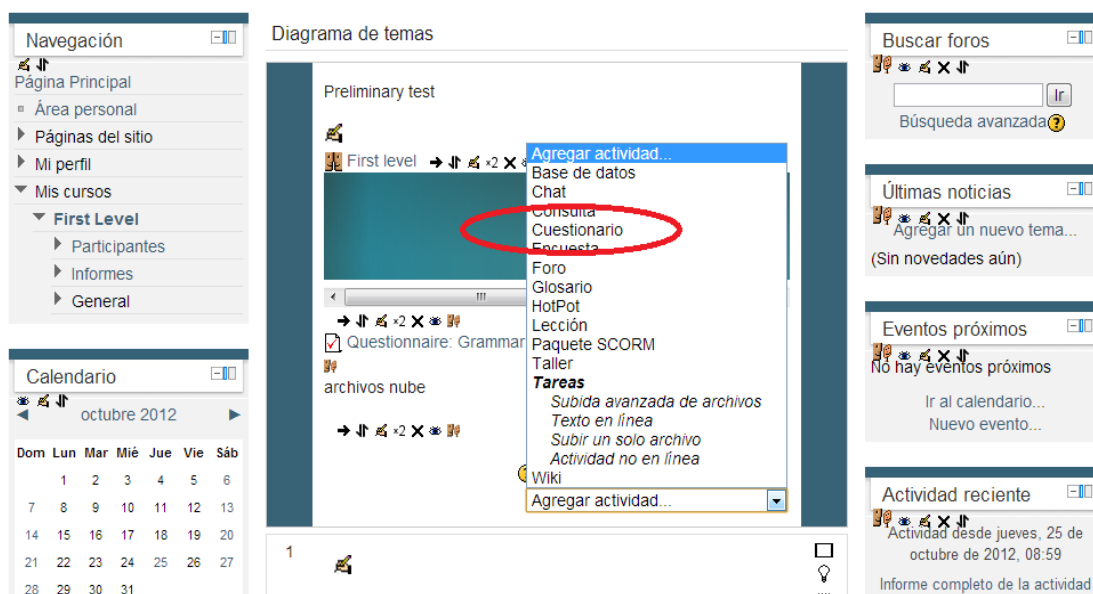 Navegación
Página Principal
Área personal
Páginas del sitio
Mi perfil
Mis cursos
First Level
Participantes
Informes
General
Calendario
octubre 2012
Dom Lun Mar Mié Jue Vie Sáb
1 2 3 4 5 6
7 8 9 10 11 12 13
14 15 16 17 18 19 20
21 22 23 24 25 26 27
28 29 30 31
Diagrama de temas
Preliminary test
First level ×2
×2
Questionnaire: Grammar
archivos nube
×2
Agregar actividad...
Base de datos
Chat
Consulta
Cuestionario
Encuesta
Foro
Glosario
HotPot
Lección
Paquete SCORM
Taller
Tareas
Subida avanzada de archivos
Texto en línea
Subir un solo archivo
Actividad no en línea
Wiki
Agregar actividad...
1
Buscar foros
Ir
Búsqueda avanzada
Últimas noticias
Agregar un nuevo tema...
(Sin novedades aún)
Eventos próximos
No hay eventos próximos
Ir al calendario...
Nuevo evento...
Actividad reciente
Actividad desde jueves, 25 de
octubre de 2012, 08:59
Informe completo de la actividad